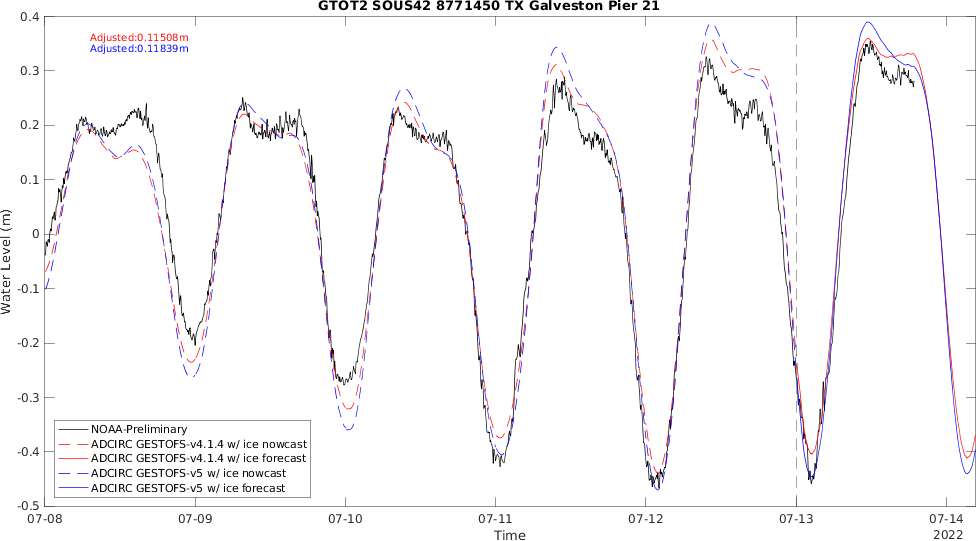 GTOT2 SOUS42 8771450 TX Galveston Pier 21
Adjusted:0.11508m
Adjusted:0.11839m
0.4
0.3
0.2
0.1
0
-0.1
-0.2
-0.3
-0.4
-0.5
Water Level (m)
NOAA-Preliminary
ADCIRC GESTOFS-v4.1.4 w/ ice nowcast
ADCIRC GESTOFS-v4.1.4 w/ ice forecast
ADCIRC GESTOFS-v5 w/ ice nowcast
ADCIRC GESTOFS-v5 w/ ice forecast
07-08 07-09 07-10 07-11 07-12 07-13 07-14
Time
2022